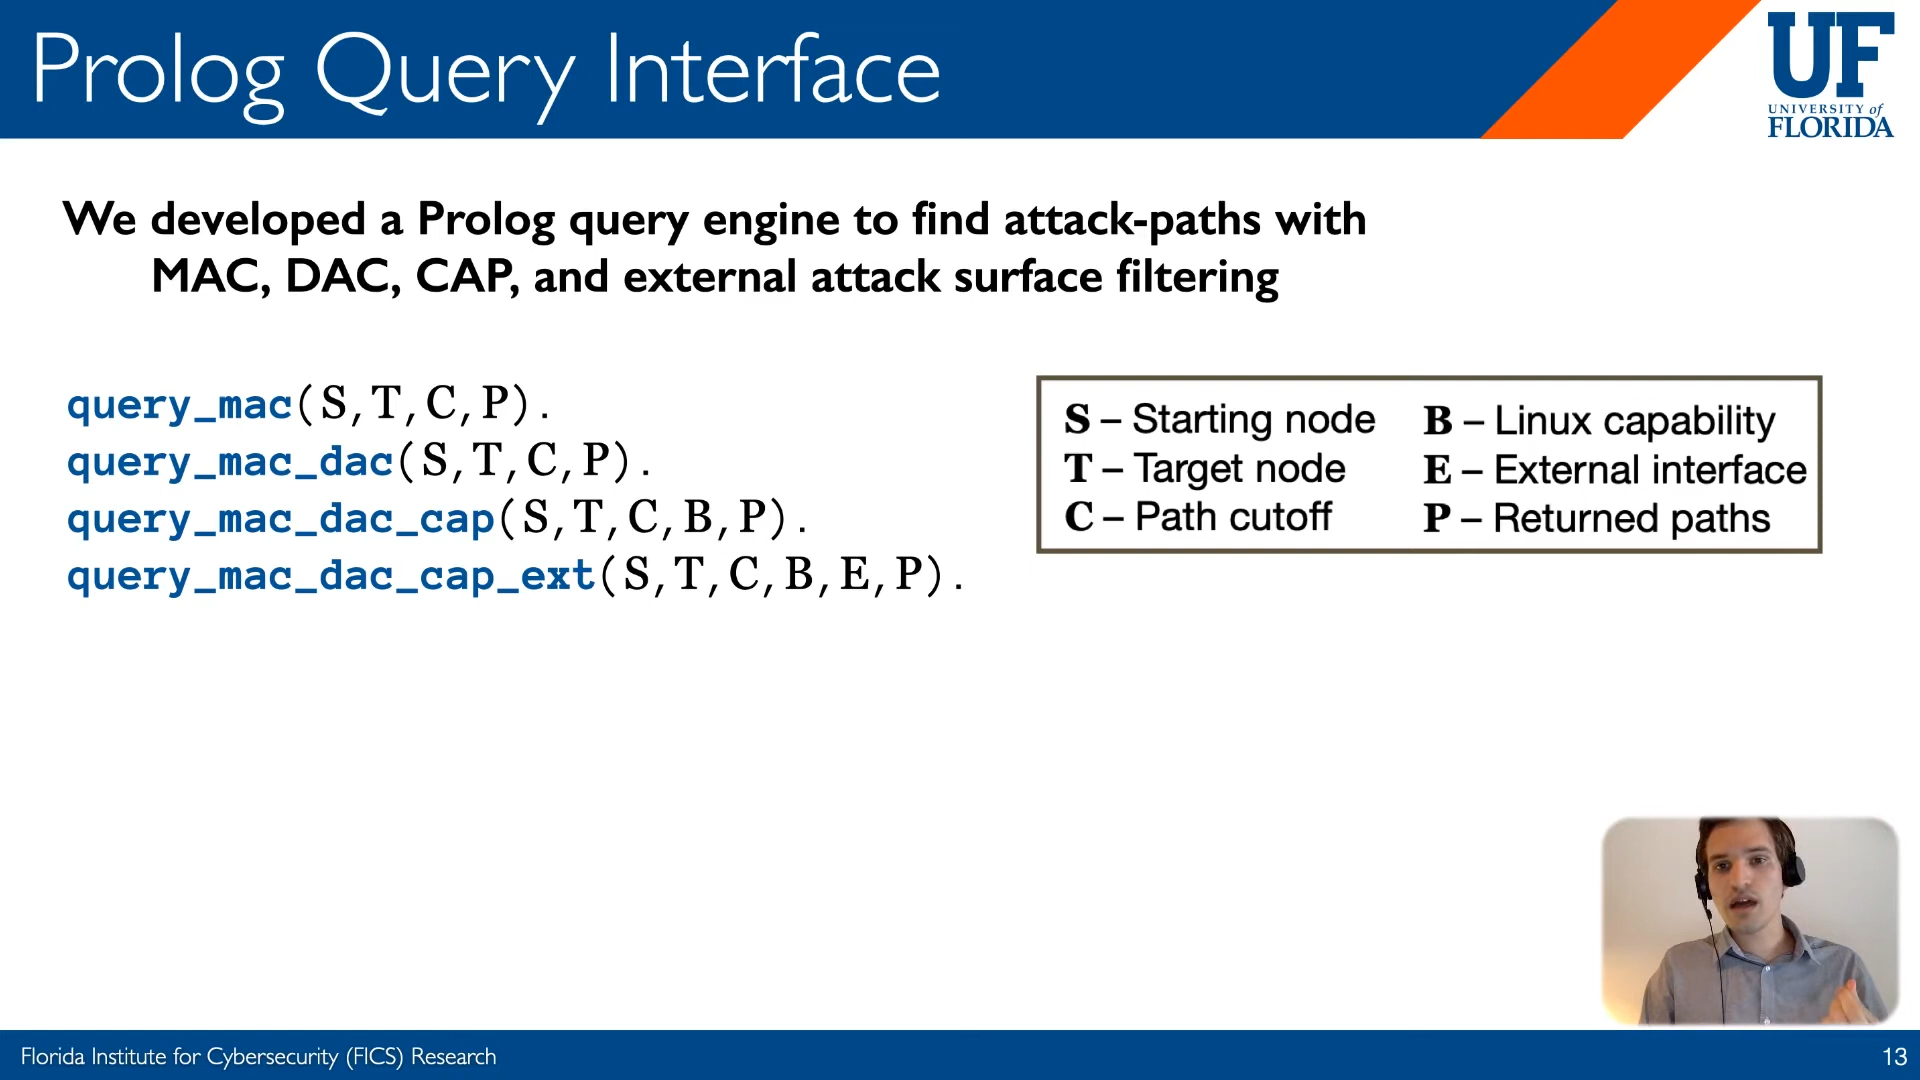 Prolog Query Interface
UF
UNIVERSITY of
FLORIDA
We developed a Prolog query engine to find attack-paths with
MAC, DAC, CAP, and external attack surface filtering
query_mac(S,T,C,P).
query_mac_dac(S,T,C,P).
query_mac_dac_cap(S,T,C,B,P).
query_mac_dac_cap_ext(S,T,C,B,E,P).
S – Starting node
T – Target node
C – Path cutoff
B – Linux capability
E – External interface
P – Returned paths
Florida Institute for Cybersecurity (FICS) Research
13